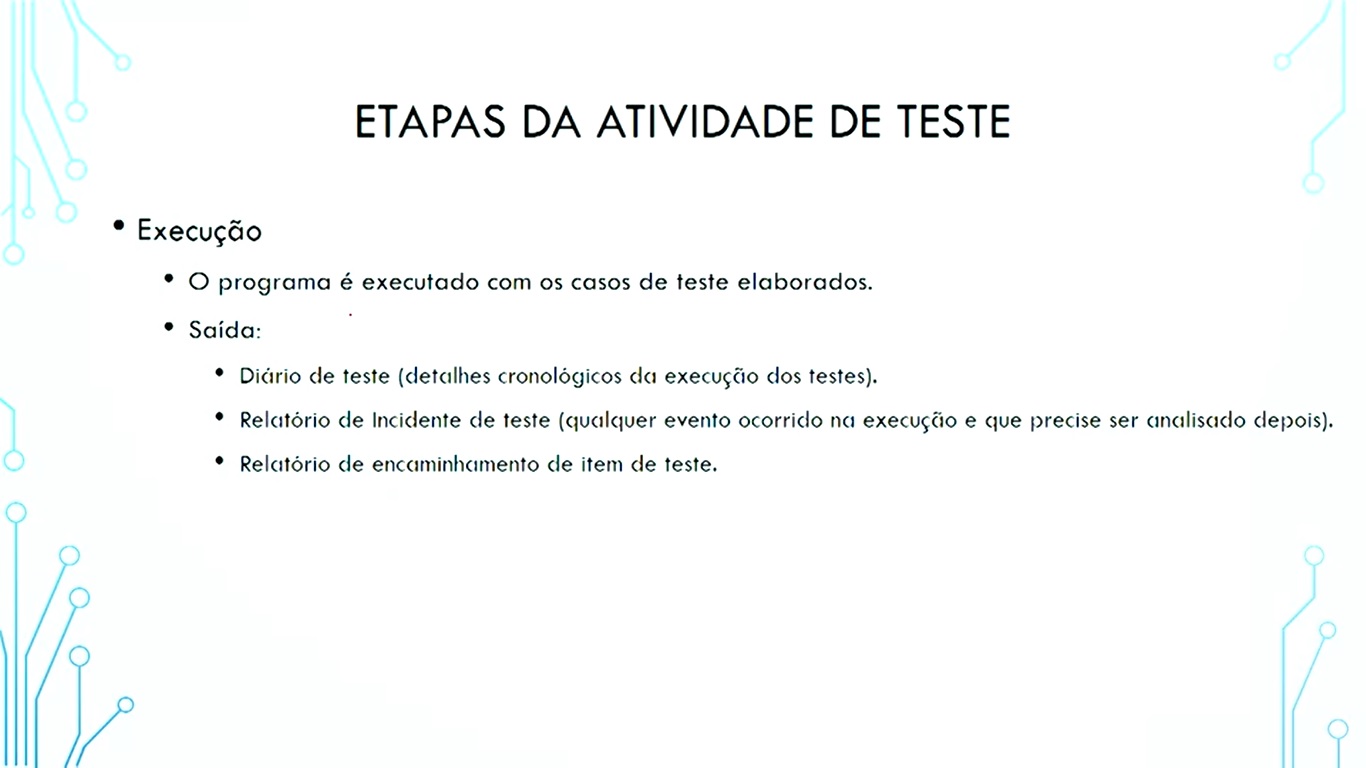 ETAPAS DA ATIVIDADE DE TESTE
• Execução
• O programa é executado com os casos de teste elaborados.
• Saída:
• Diário de teste (detalhes cronológicos da execução dos testes).
• Relatório de Incidente de teste (qualquer evento ocorrido na execução e que precise ser analisado depois).
• Relatório de encaminhamento de item de teste.